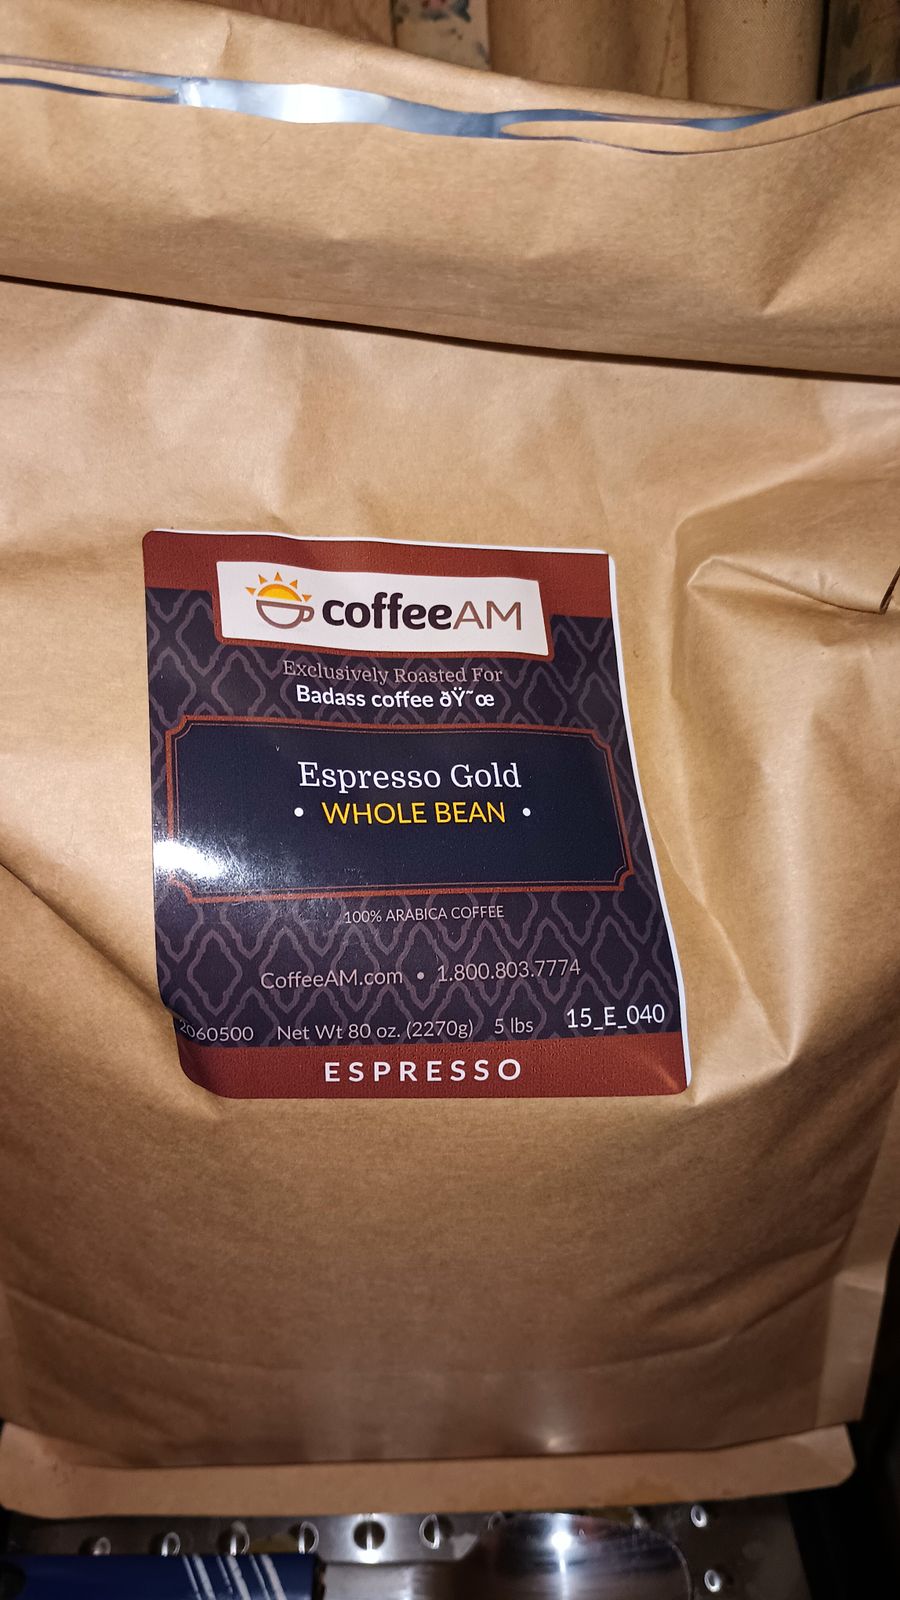 coffeeAM
Exclusively Roasted For
Badass coffee ðŸ˜œ
Espresso Gold
• WHOLE BEAN •
100% ARABICA COFFEE
CoffeeAM.com • 1.800.803.7774
2060500 Net Wt 80 oz. (2270g) 5 lbs 15_E_040
ESPRESSO